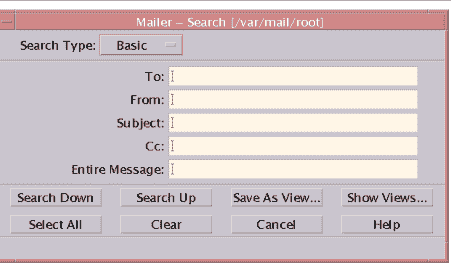 Mailer – Search [/var/mail/root]
Search Type: Basic
To:
From:
Subject:
Cc:
Entire Message:
Search Down Search Up Save As View... Show Views...
Select All Clear Cancel Help